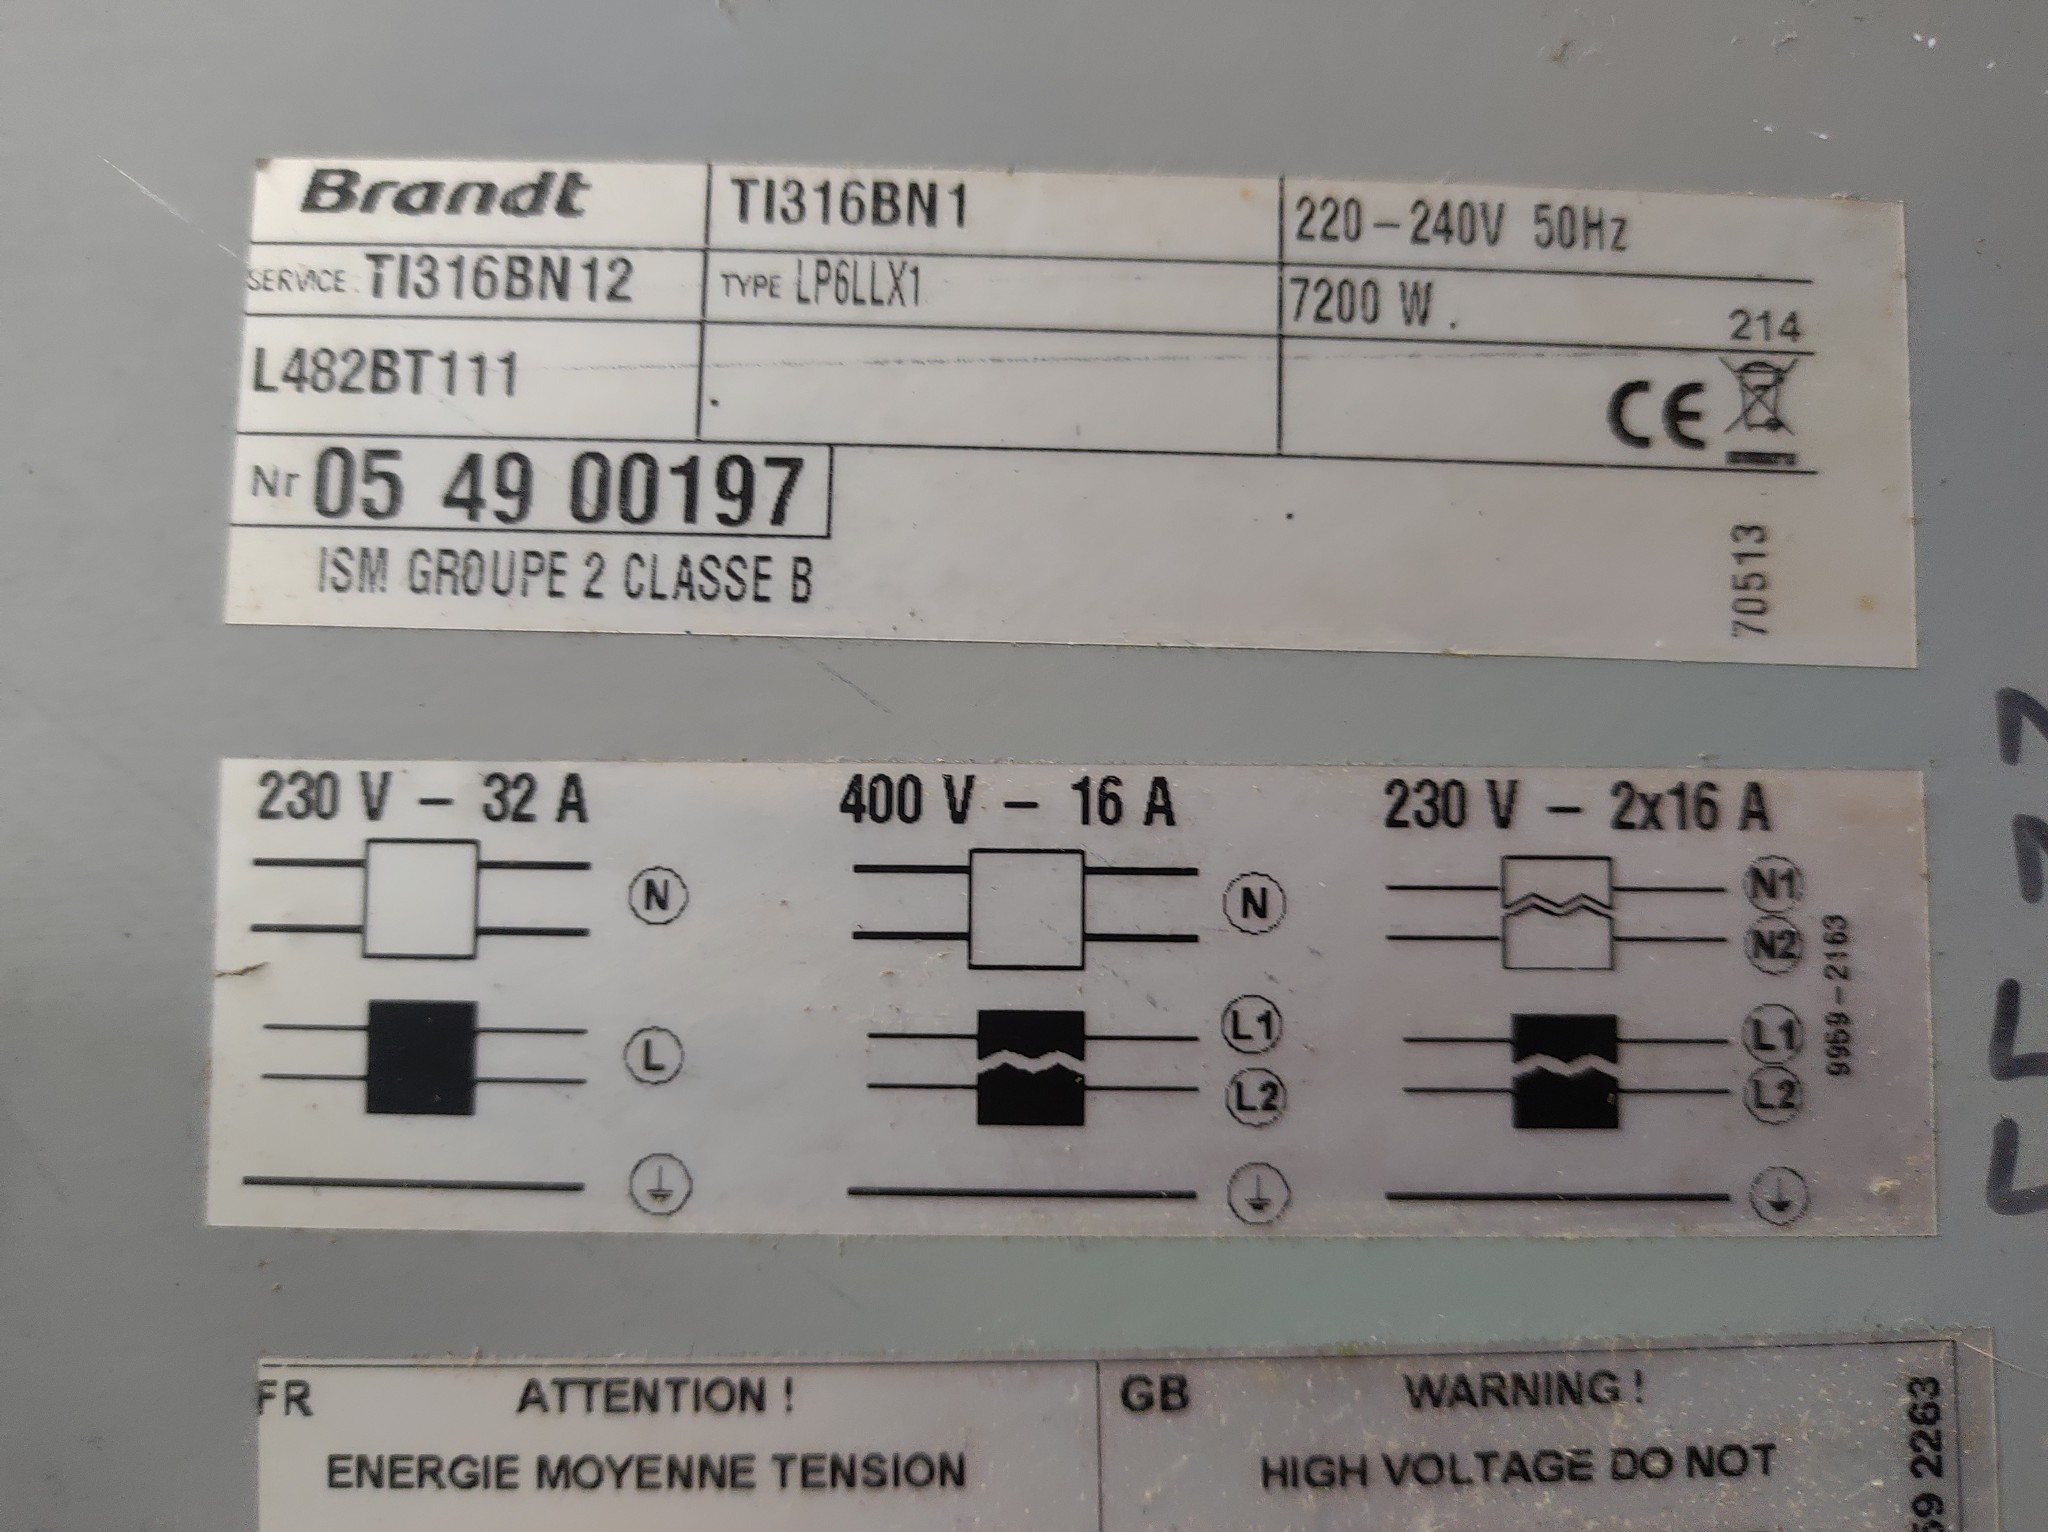 Brandt TI316BN1 220-240V 50Hz
SERVICE: TI316BN12 TYPE LP6LLX1 7200 W.
214
L482BT111 CE
Nr 05 49 00197
ISM GROUPE 2 CLASSE B
70513
230 V - 32 A
N
L
400 V - 16 A
N
L1
L2
230 V - 2x16 A
N1
N2
L1
L2
9959-2163
FR ATTENTION !
ENERGIE MOYENNE TENSION
GB WARNING !
HIGH VOLTAGE DO NOT
2263